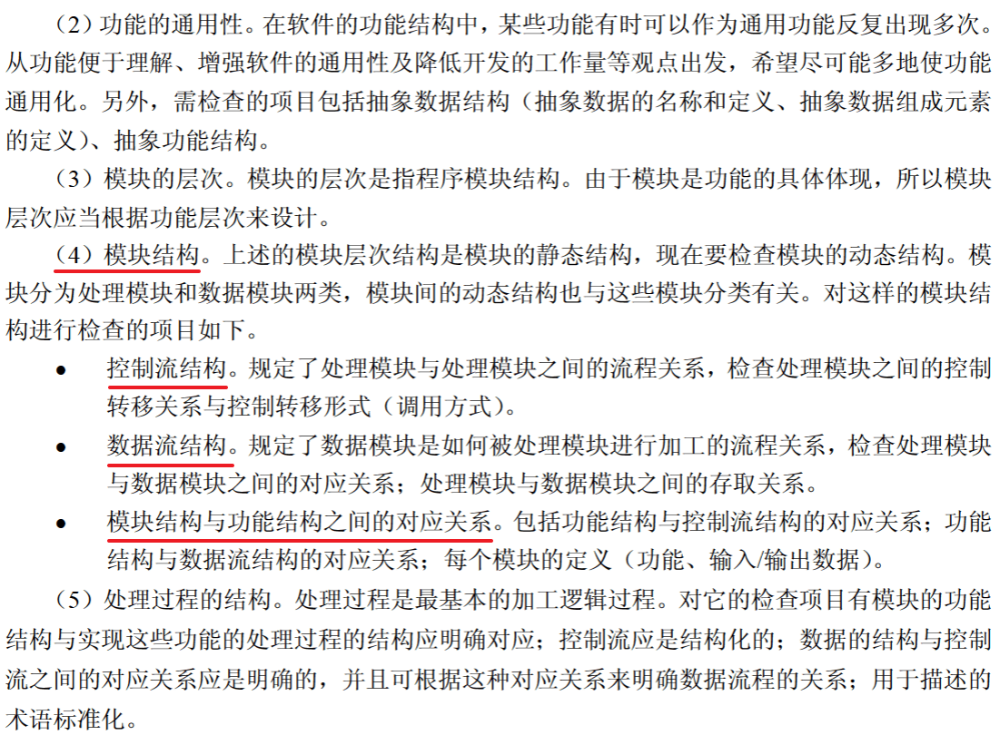 （2）功能的通用性。在软件的功能结构中，某些功能有时可以作为通用功能反复出现多次。
从功能便于理解、增强软件的通用性及降低开发的工作量等观点出发，希望尽可能多地使功能
通用化。另外，需检查的项目包括抽象数据结构（抽象数据的名称和定义、抽象数据组成元素
的定义）、抽象功能结构。
（3）模块的层次。模块的层次是指程序模块结构。由于模块是功能的具体体现，所以模块
层次应当根据功能层次来设计。
（4）模块结构。上述的模块层次结构是模块的静态结构，现在要检查模块的动态结构。模
块分为处理模块和数据模块两类，模块间的动态结构也与这些模块分类有关。对这样的模块结
构进行检查的项目如下。
● 控制流结构。规定了处理模块与处理模块之间的流程关系，检查处理模块之间的控制
转移关系与控制转移形式（调用方式）。
● 数据流结构。规定了数据模块是如何被处理模块进行加工的流程关系，检查处理模块
与数据模块之间的对应关系；处理模块与数据模块之间的存取关系。
● 模块结构与功能结构之间的对应关系。包括功能结构与控制流结构的对应关系；功能
结构与数据流结构的对应关系；每个模块的定义（功能、输入/输出数据）。
（5）处理过程的结构。处理过程是最基本的加工逻辑过程。对它的检查项目有模块的功能
结构与实现这些功能的处理过程的结构应明确对应；控制流应是结构化的；数据的结构与控制
流之间的对应关系应是明确的，并且可根据这种对应关系来明确数据流程的关系；用于描述的
术语标准化。